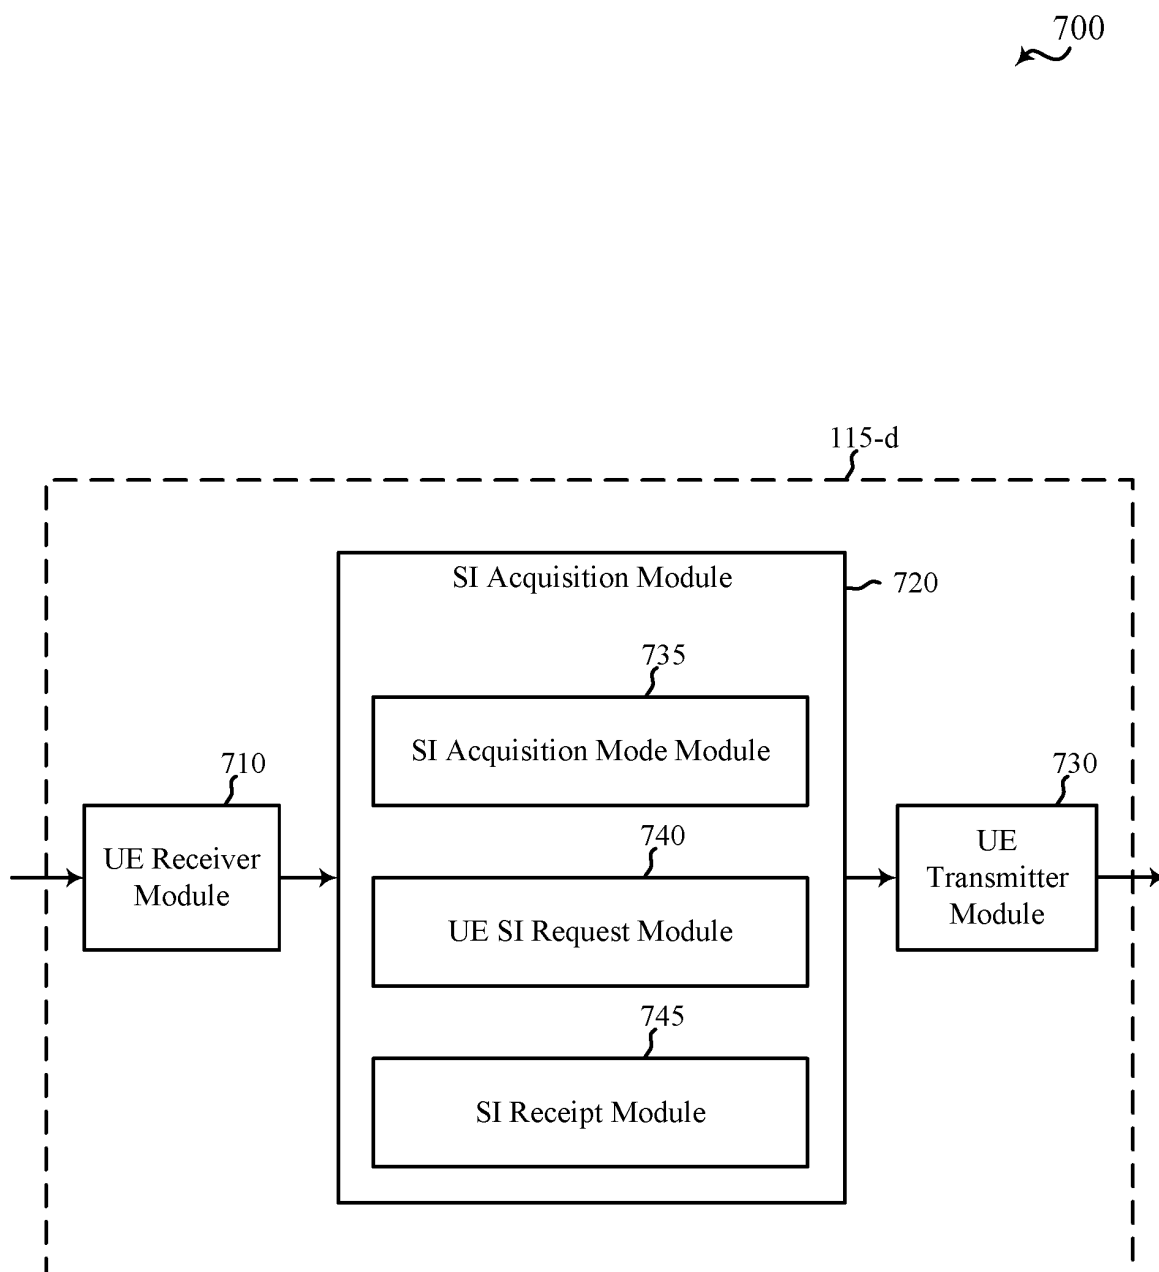 700
115-d
SI Acquisition Module
720
735
SI Acquisition Mode Module
710
UE Receiver
Module
740
UE SI Request Module
730
UE
Transmitter
Module
745
SI Receipt Module